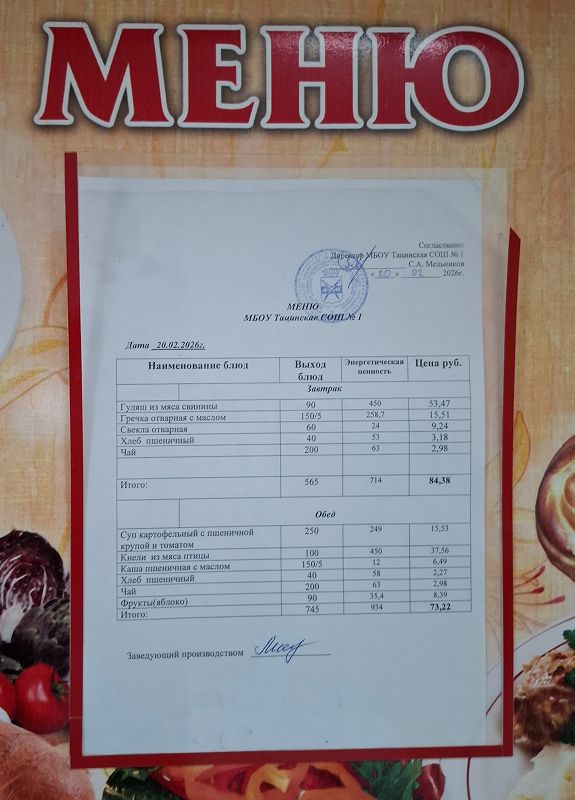 МЕНЮ
Согласовано:
Директор МБОУ Тацинская СОШ № 1
С.А. Мельников
« 20 » 02 2026г.
МЕНЮ
МБОУ Тацинская СОШ № 1
Дата 20.02.2026г.
Наименование блюд Выход блюд Энергетическая ценность Цена руб.
Завтрак
Гуляш из мяса свинины 90 450 53,47
Гречка отварная с маслом 150/5 258,7 15,51
Свекла отварная 60 24 9,24
Хлеб пшеничный 40 53 3,18
Чай 200 63 2,98
Итого: 565 714 84,38
Обед
Суп картофельный с пшеничной 250 249 15,53
крупой и томатом
Кнели из мяса птицы 100 450 37,56
Каша пшеничная с маслом 150/5 12 6,49
Хлеб пшеничный 40 58 2,27
Чай 200 63 2,98
Фрукты(яблоко) 90 35,4 8,39
Итого: 745 934 73,22
Заведующий производством